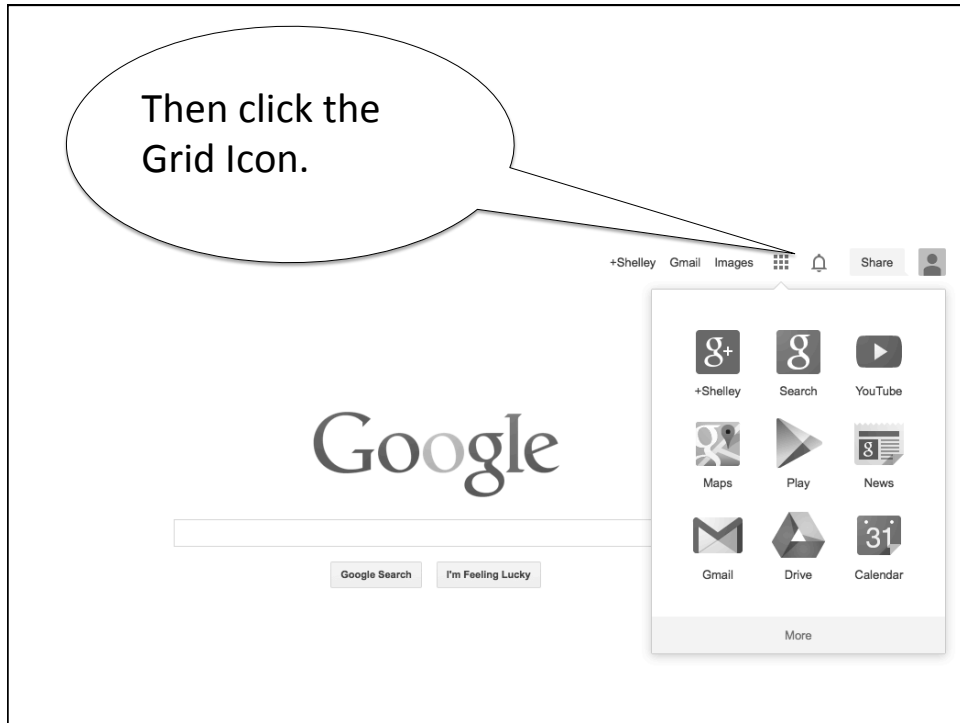 Then click the
Grid Icon.
+Shelley Gmail Images Share
g+ g
+Shelley Search YouTube
g
Maps Play News
31
Gmail Drive Calendar
More
Google
Google Search I'm Feeling Lucky